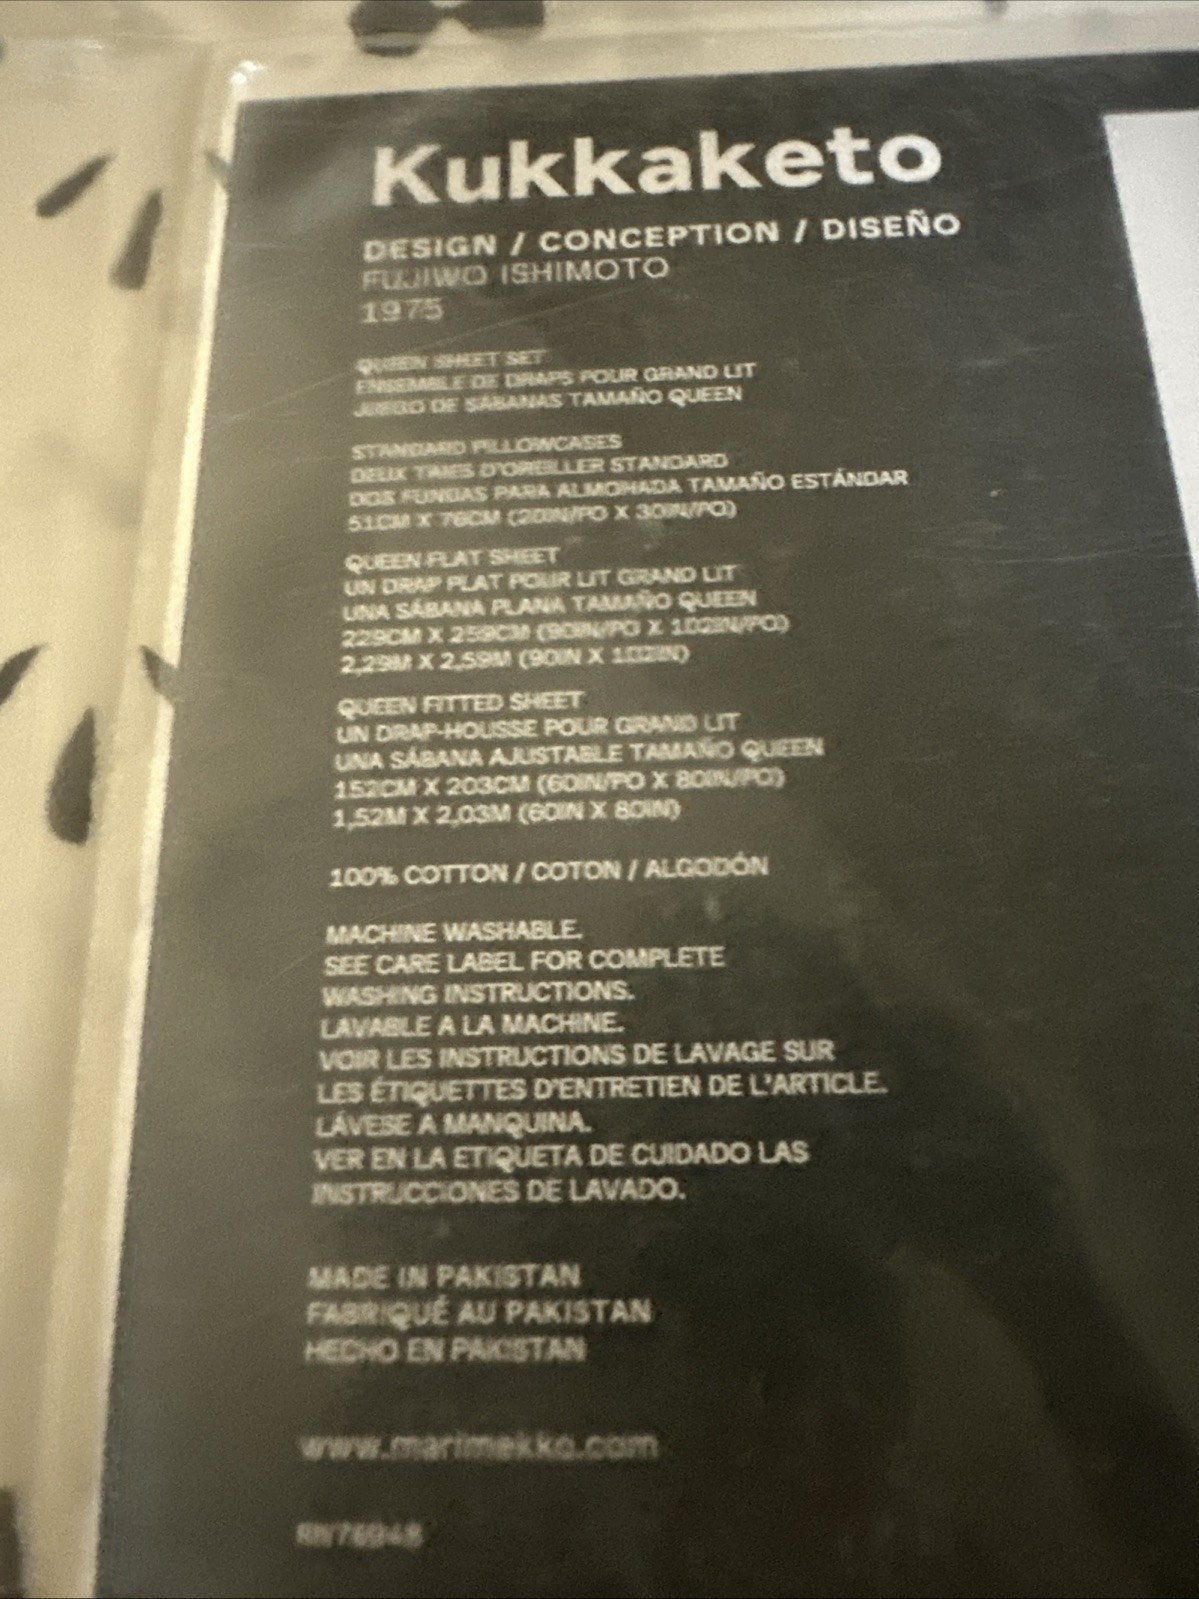 Kukkaketo
DESIGN / CONCEPTION / DISEÑO
FUJIWO ISHIMOTO
1975
QUEEN SHEET SET
ENSEMBLE DE DRAPS POUR GRAND LIT
JUEGO DE SÁBANAS TAMAÑO QUEEN
STANDARD PILLOWCASES
DEUX TAIES D'OREILLER STANDARD
DOS FUNDAS PARA ALMOHADA TAMAÑO ESTÁNDAR
51CM X 76CM (20IN/PO X 30IN/PO)
QUEEN FLAT SHEET
UN DRAP PLAT POUR LIT GRAND LIT
UNA SÁBANA PLANA TAMAÑO QUEEN
229CM X 259CM (90IN/PO X 102IN/PO)
2,29M X 2,59M (90IN X 102IN)
QUEEN FITTED SHEET
UN DRAP-HOUSSE POUR GRAND LIT
UNA SÁBANA AJUSTABLE TAMAÑO QUEEN
152CM X 203CM (60IN/PO X 80IN/PO)
1,52M X 2,03M (60IN X 80IN)
100% COTTON / COTON / ALGODÓN
MACHINE WASHABLE.
SEE CARE LABEL FOR COMPLETE
WASHING INSTRUCTIONS.
LAVABLE A LA MACHINE.
VOIR LES INSTRUCTIONS DE LAVAGE SUR
LES ÉTIQUETTES D'ENTRETIEN DE L'ARTICLE.
LÁVESE A MANQUINA.
VER EN LA ETIQUETA DE CUIDADO LAS
INSTRUCCIONES DE LAVADO.
MADE IN PAKISTAN
FABRIQUÉ AU PAKISTAN
HECHO EN PAKISTAN
www.marimekko.com
RN76948